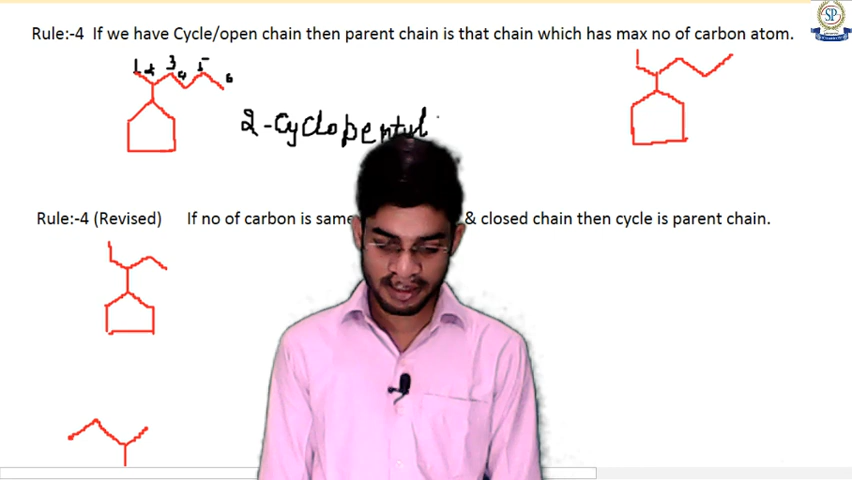 Rule:-4 If we have Cycle/open chain then parent chain is that chain which has max no of carbon atom.
SP
1 2 3 4 5 6
2-Cyclopentyl
Rule:-4 (Revised) If no of carbon is same & closed chain then cycle is parent chain.